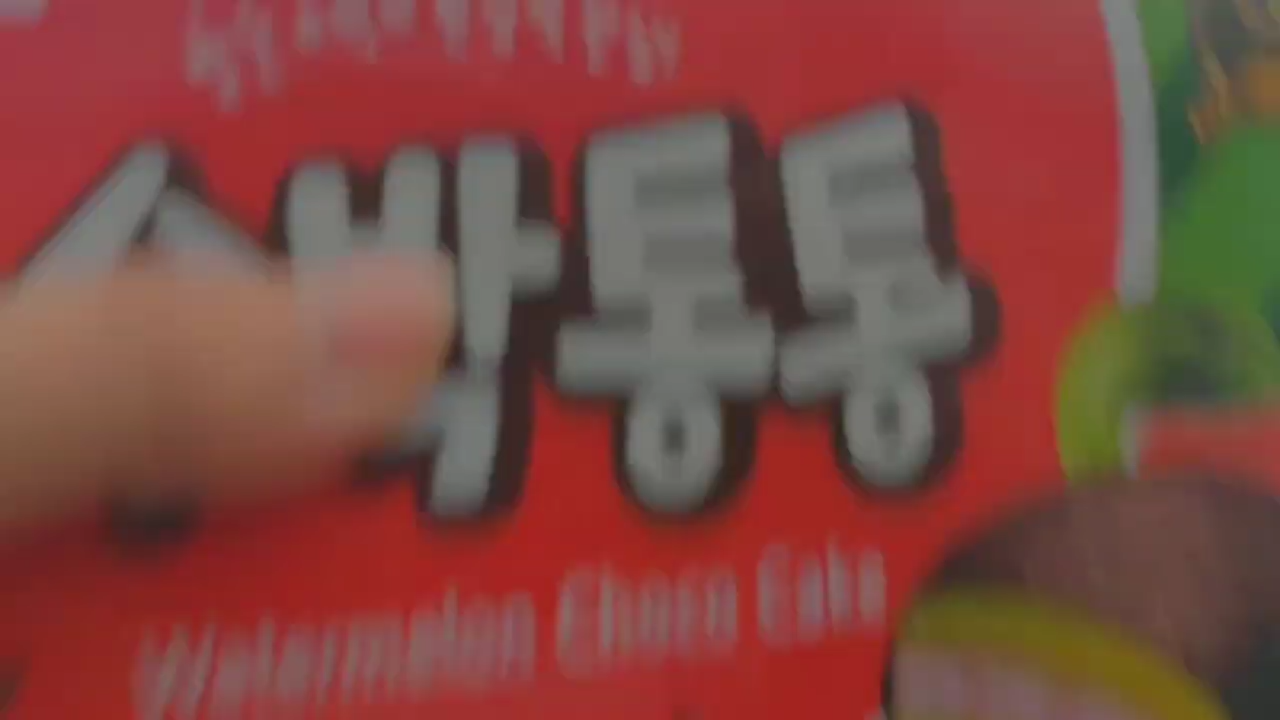 수박통통
Watermelon Choco Cake